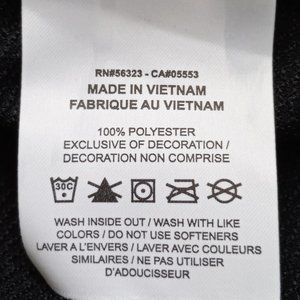 RN#56323 - CA#05553
MADE IN VIETNAM
FABRIQUE AU VIETNAM
100% POLYESTER
EXCLUSIVE OF DECORATION /
DECORATION NON COMPRISE
30C
WASH INSIDE OUT / WASH WITH LIKE
COLORS / DO NOT USE SOFTENERS
LAVER A L'ENVERS / LAVER AVEC COULEURS
SIMILAIRES / NE PAS UTILISER
D'ADOUCISSEUR